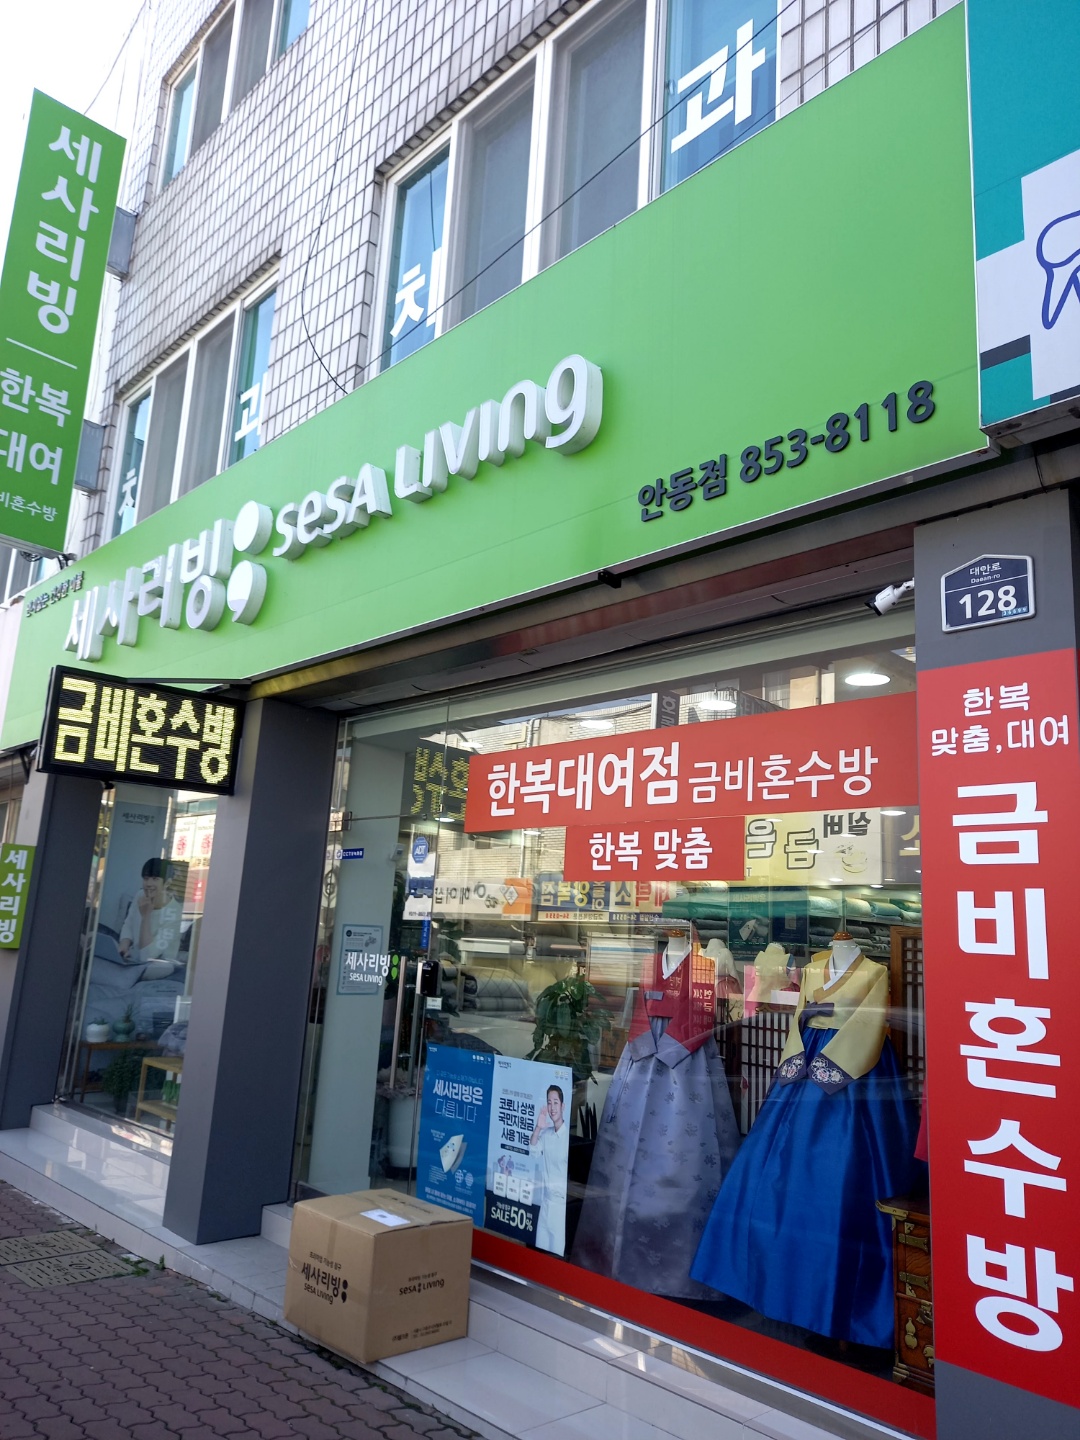 세사리빙
한복
대여
비혼수방
치
과
치
과
세사리빙 SESA LIVING
안동점 853-8118
대안로
Daean-ro
128
금비혼수방
한복
맞춤,대여
금비혼수방
한복대여점 금비혼수방
한복 맞춤
세사리빙
세사리빙
SESA LIVING
ADT
세사리빙은
다릅니다
코로나 상생
국민지원금
사용가능
SALE 50%
세사리빙
SESA LIVING
SESA LIVING